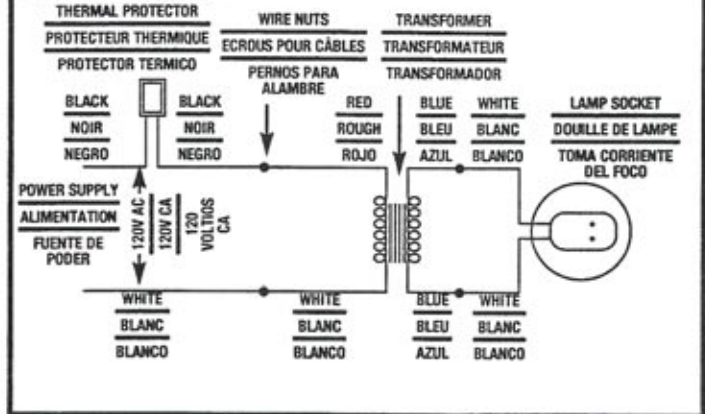 THERMAL PROTECTOR
PROTECTEUR THERMIQUE
PROTECTOR TERMICO
WIRE NUTS
ECROUS POUR CÂBLES
PERNOS PARA
ALAMBRE
TRANSFORMER
TRANSFORMATEUR
TRANSFORMADOR
BLACK
NOIR
NEGRO
BLACK
NOIR
NEGRO
RED
ROUGH
ROJO
BLUE
BLEU
AZUL
WHITE
BLANC
BLANCO
LAMP SOCKET
DOUILLE DE LAMPE
TOMA CORRIENTE
DEL FOCO
POWER SUPPLY
ALIMENTATION
FUENTE DE
PODER
120V AC
120V CA
120
VOLTIOS
CA
WHITE
BLANC
BLANCO
WHITE
BLANC
BLANCO
BLUE
BLEU
AZUL
WHITE
BLANC
BLANCO